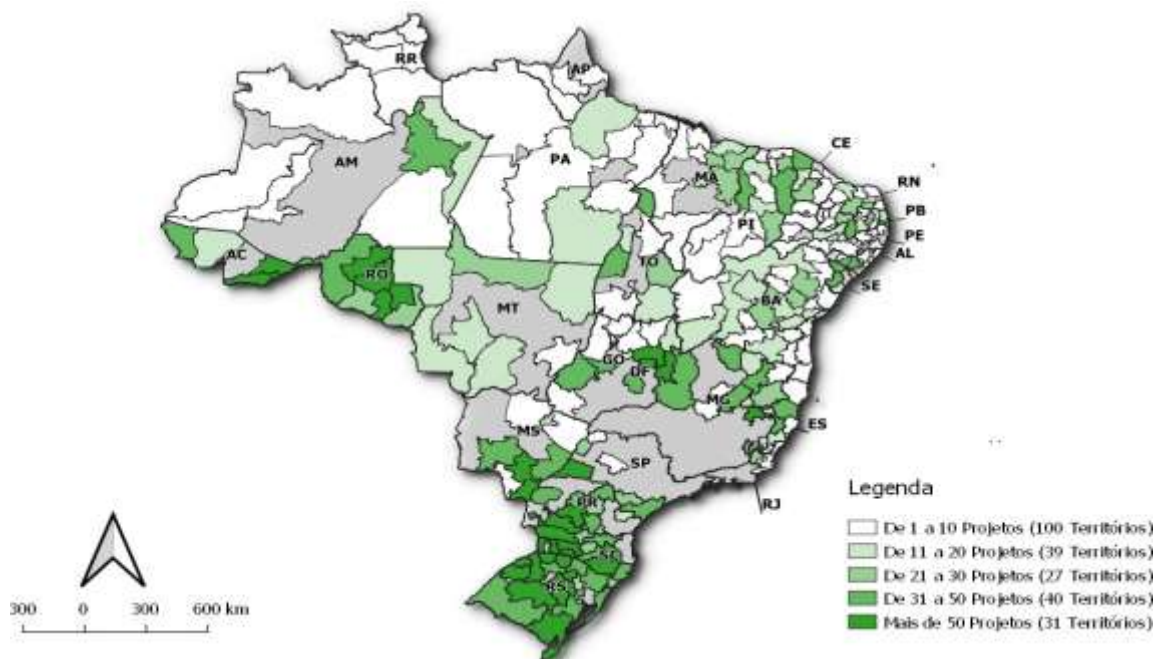 RR
AP
AM
PA
MA
CE
RN
PI
PB
PE
AC
TO
AL
RO
SE
BA
MT
GO
DF
MG
ES
MS
SP
RJ
PR
SC
RS
Legenda
De 1 a 10 Projetos (100 Territórios)
De 11 a 20 Projetos (39 Territórios)
De 21 a 30 Projetos (27 Territórios)
De 31 a 50 Projetos (40 Territórios)
Mais de 50 Projetos (31 Territórios)
300 0 300 600 km